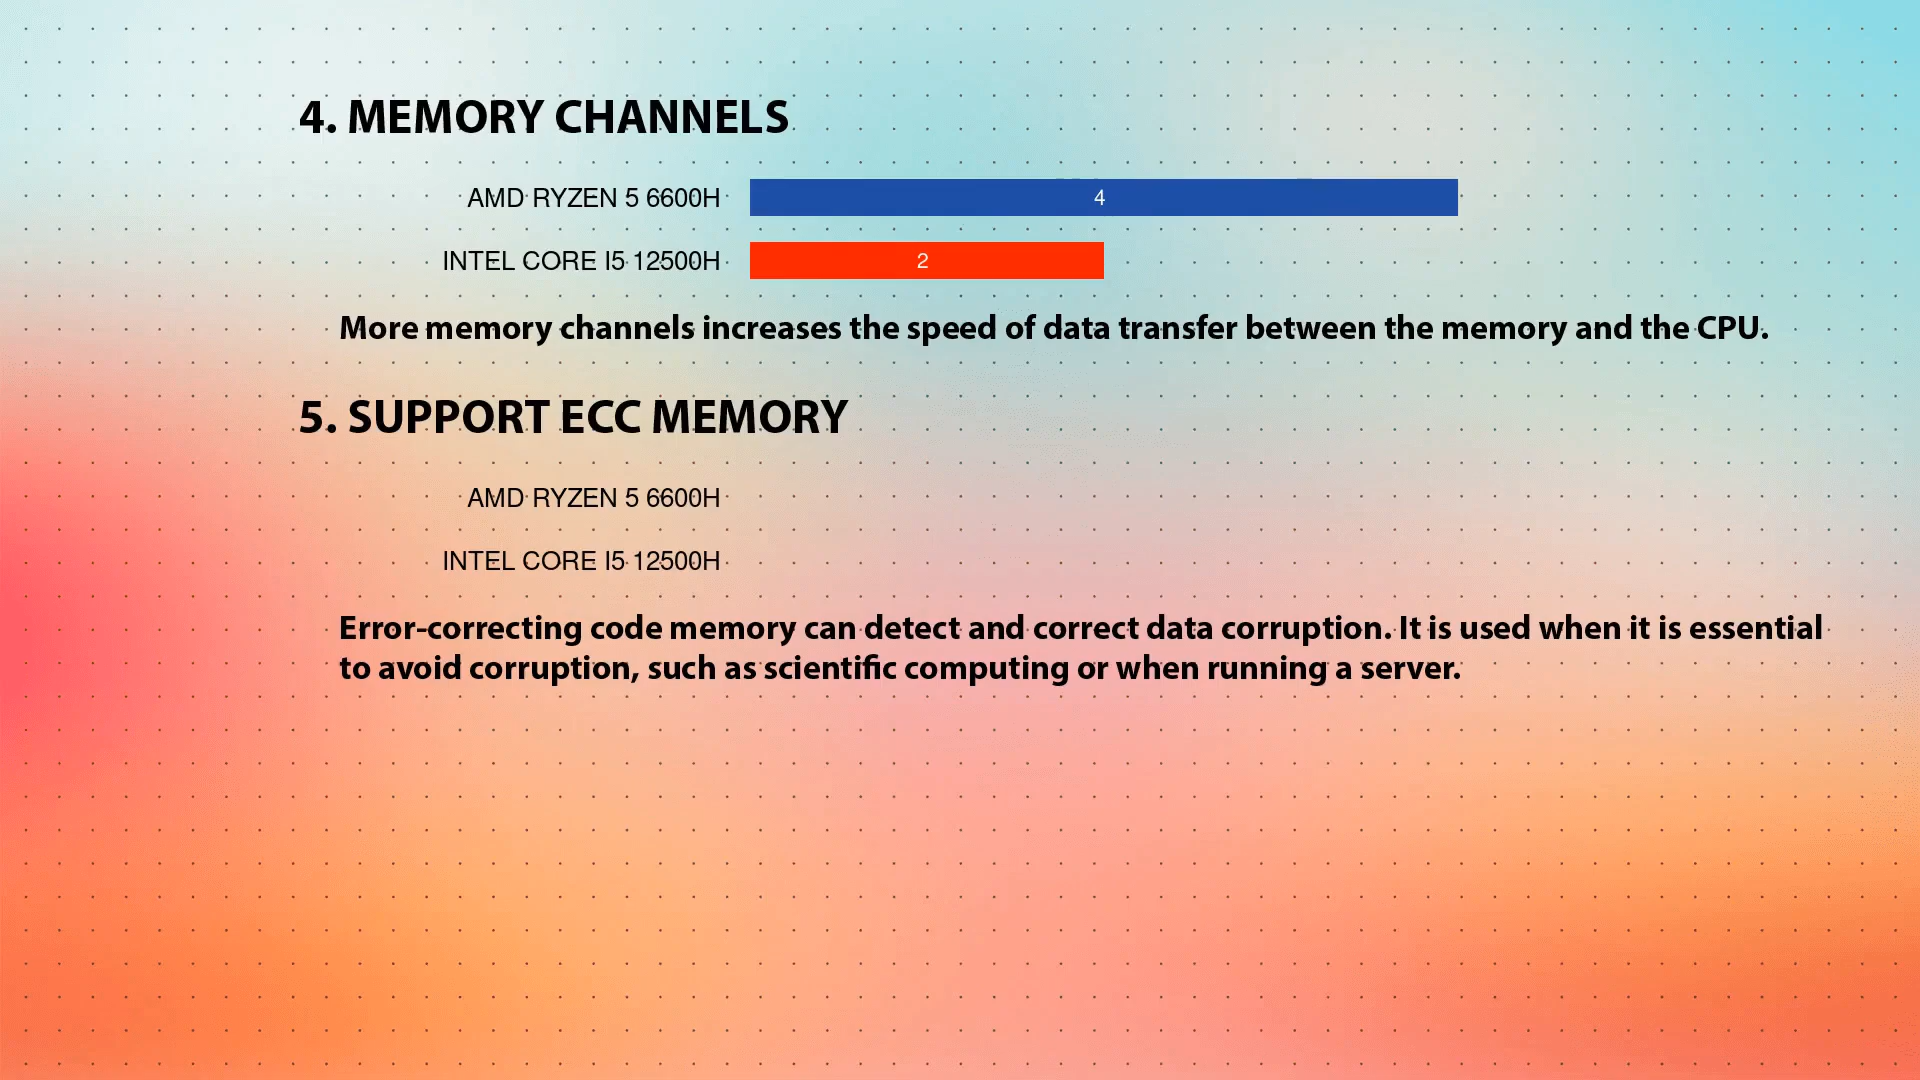 4. MEMORY CHANNELS
AMD RYZEN 5 6600H 4
INTEL CORE I5 12500H 2
More memory channels increases the speed of data transfer between the memory and the CPU.
5. SUPPORT ECC MEMORY
AMD RYZEN 5 6600H
INTEL CORE I5 12500H
Error-correcting code memory can detect and correct data corruption. It is used when it is essential
to avoid corruption, such as scientific computing or when running a server.